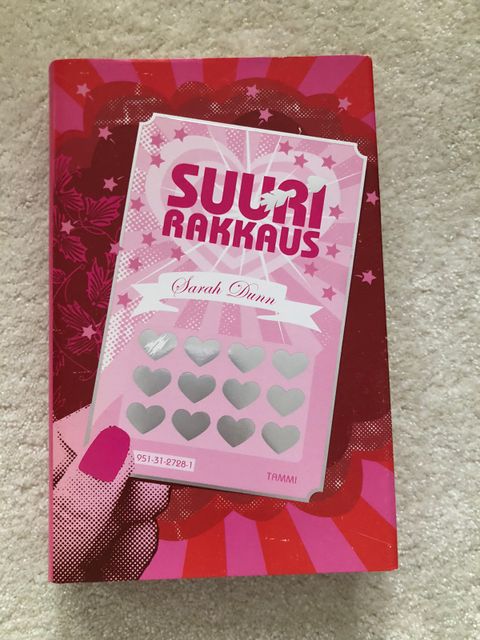 SUURI
RAKKAUS
Sarah Dunn
951-31-2728-1
TAMMI